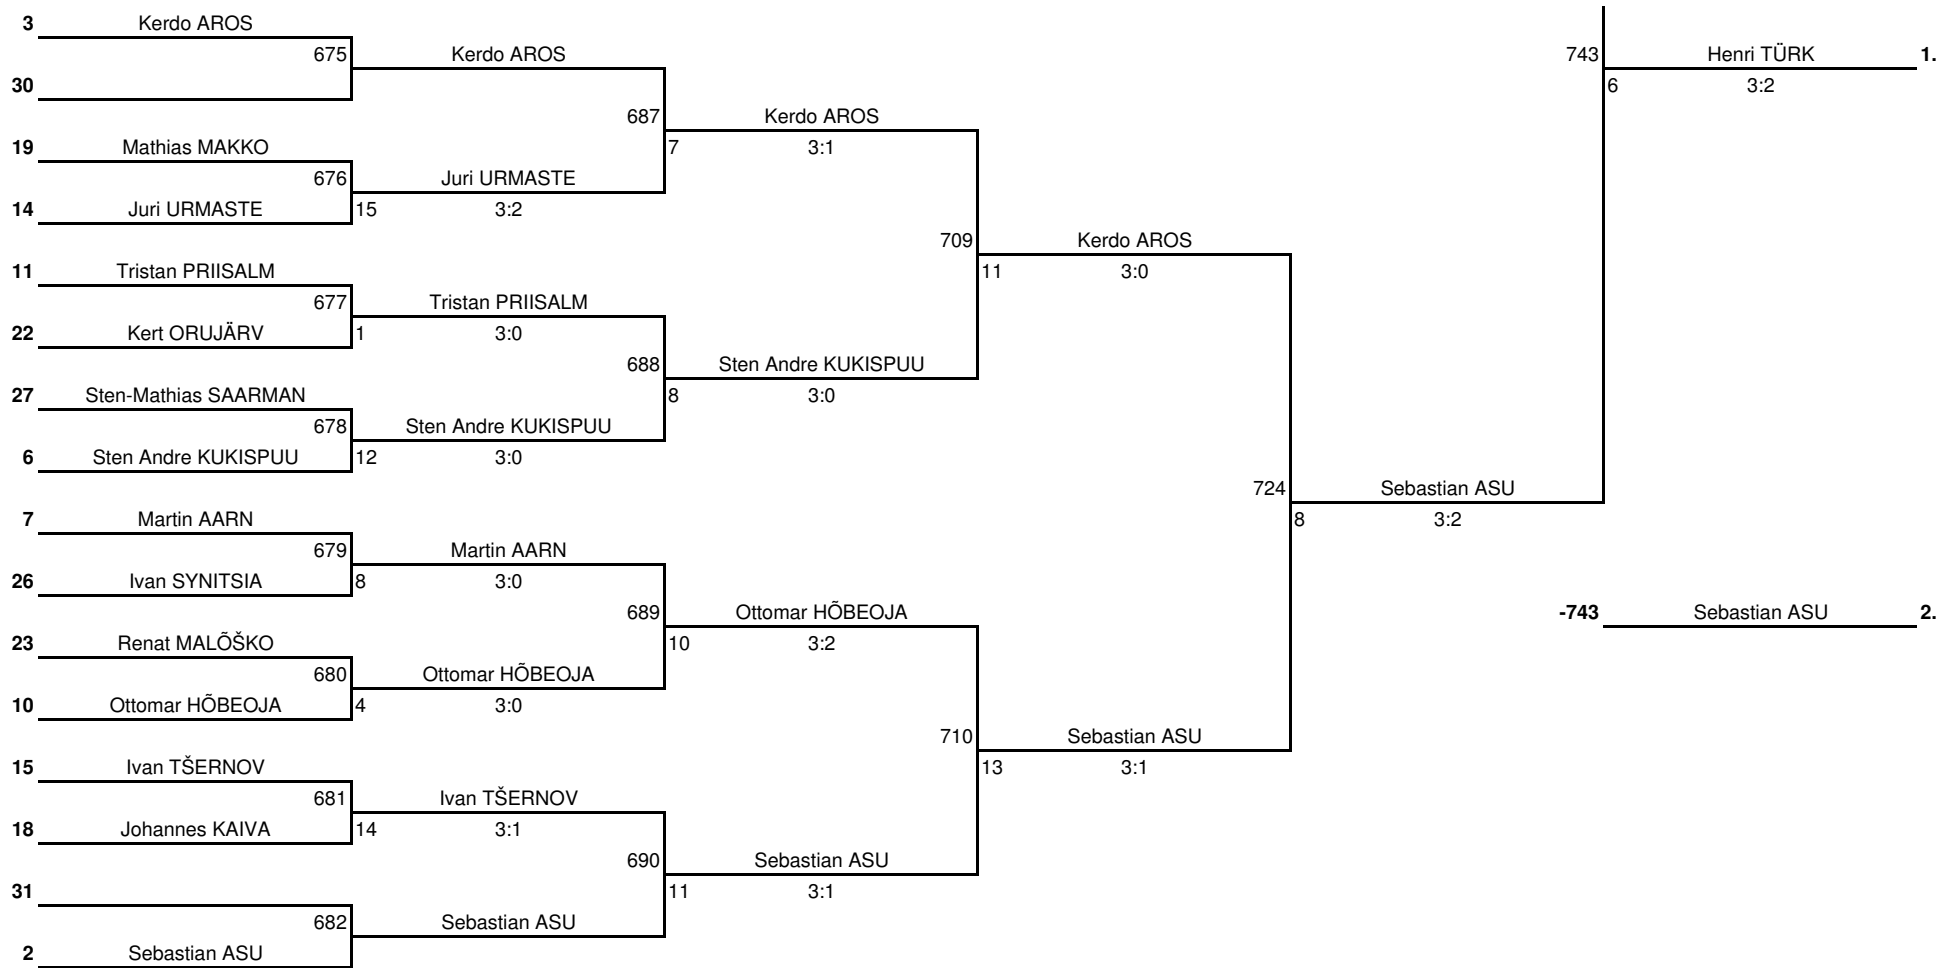 3 Kerdo AROS
675 Kerdo AROS 743 Henri TÜRK 1.
30 6 3:2
687 Kerdo AROS
19 Mathias MAKKO 7 3:1
676 Juri URMASTE
14 Juri URMASTE 15 3:2
709 Kerdo AROS
11 Tristan PRIISALM 11 3:0
677 Tristan PRIISALM
22 Kert ORUJÄRV 1 3:0
688 Sten Andre KUKISPUU
27 Sten-Mathias SAARMAN 8 3:0
678 Sten Andre KUKISPUU
6 Sten Andre KUKISPUU 12 3:0
724 Sebastian ASU
7 Martin AARN 8 3:2
679 Martin AARN
26 Ivan SYNITSIA 8 3:0
689 Ottomar HÕBEOJA -743 Sebastian ASU 2.
23 Renat MALÕŠKO 10 3:2
680 Ottomar HÕBEOJA
10 Ottomar HÕBEOJA 4 3:0
710 Sebastian ASU
15 Ivan TŠERNOV 13 3:1
681 Ivan TŠERNOV
18 Johannes KAIVA 14 3:1
690 Sebastian ASU
31 11 3:1
682 Sebastian ASU
2 Sebastian ASU